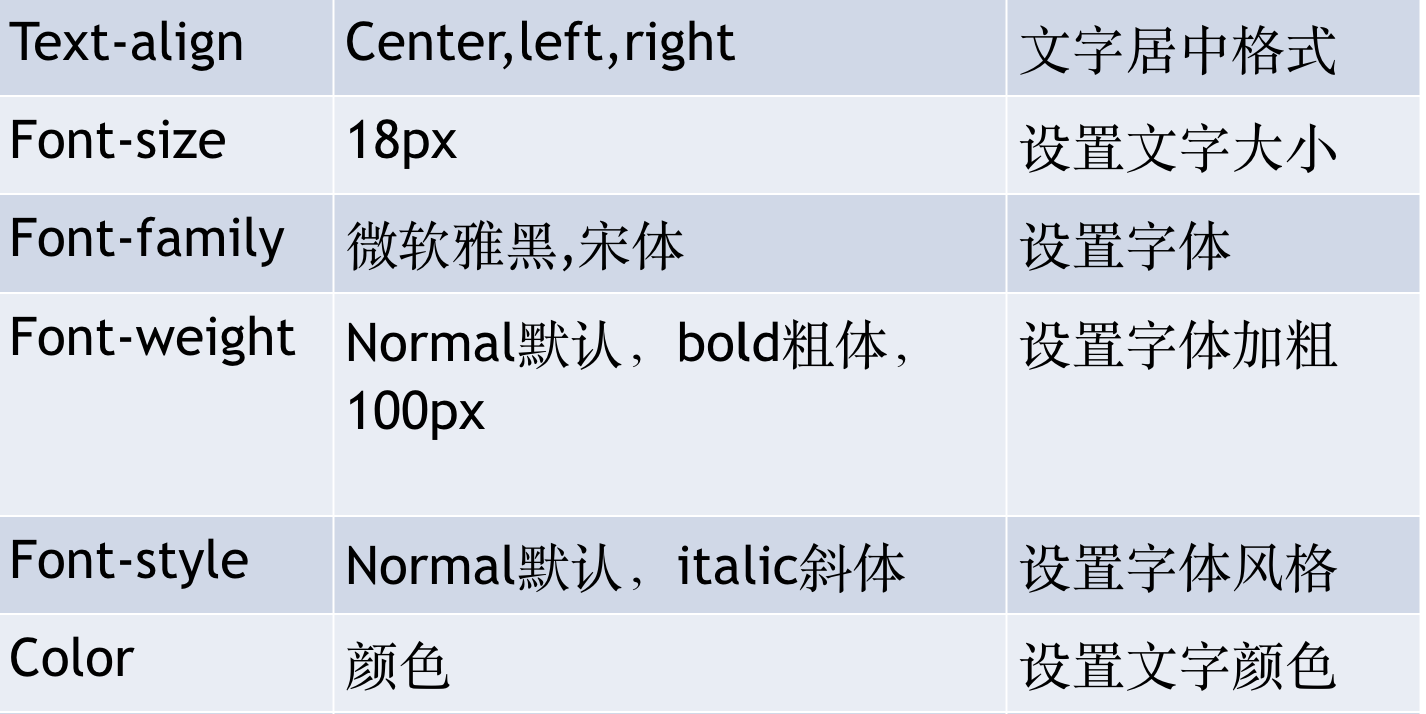 Text-align Center,left,right 文字居中格式
Font-size 18px 设置文字大小
Font-family 微软雅黑,宋体 设置字体
Font-weight Normal默认，bold粗体， 设置字体加粗
100px
Font-style Normal默认，italic斜体 设置字体风格
Color 颜色 设置文字颜色